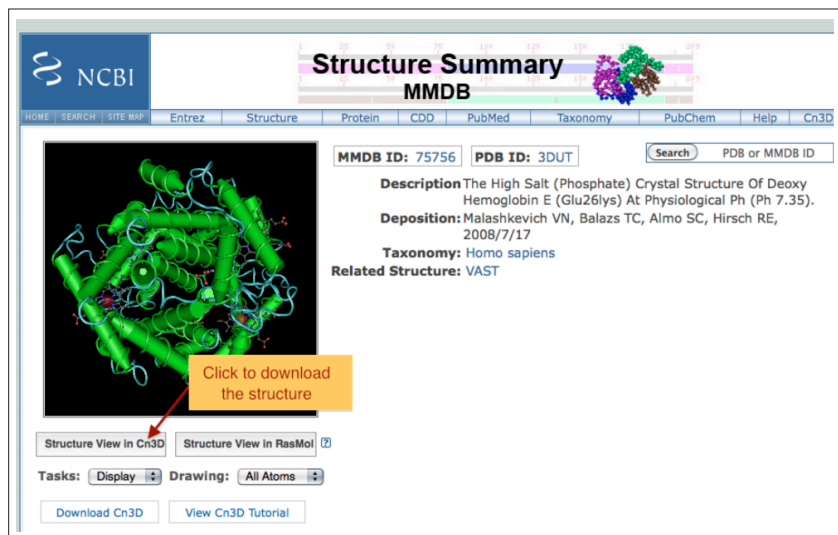 NCBI
Structure Summary
MMDB
HOME SEARCH SITE MAP Entrez Structure Protein CDD PubMed Taxonomy PubChem Help Cn3D
MMDB ID: 75756 PDB ID: 3DUT Search PDB or MMDB ID
Description The High Salt (Phosphate) Crystal Structure Of Deoxy
Hemoglobin E (Glu26lys) At Physiological Ph (Ph 7.35).
Deposition: Malashkevich VN, Balazs TC, Almo SC, Hirsch RE,
2008/7/17
Taxonomy: Homo sapiens
Related Structure: VAST
Click to download
the structure
Structure View in Cn3D Structure View in RasMol ?
Tasks: Display Drawing: All Atoms
Download Cn3D View Cn3D Tutorial